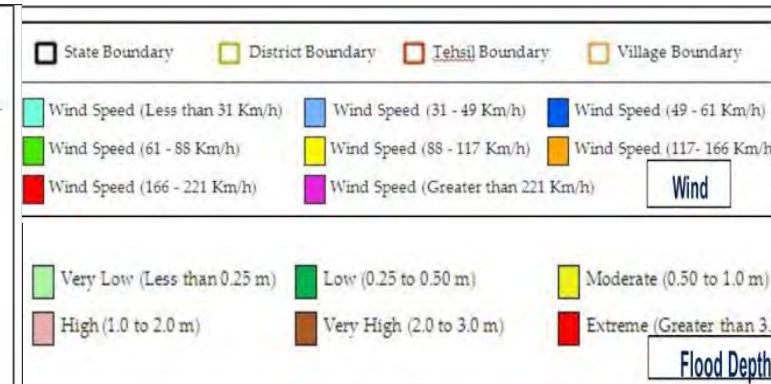 State Boundary District Boundary Tehsil Boundary Village Boundary
Wind Speed (Less than 31 Km/h) Wind Speed (31 - 49 Km/h) Wind Speed (49 - 61 Km/h)
Wind Speed (61 - 88 Km/h) Wind Speed (88 - 117 Km/h) Wind Speed (117- 166 Km/h
Wind Speed (166 - 221 Km/h) Wind Speed (Greater than 221 Km/h) Wind
Very Low (Less than 0.25 m) Low (0.25 to 0.50 m) Moderate (0.50 to 1.0 m)
High (1.0 to 2.0 m) Very High (2.0 to 3.0 m) Extreme (Greater than 3.
Flood Depth